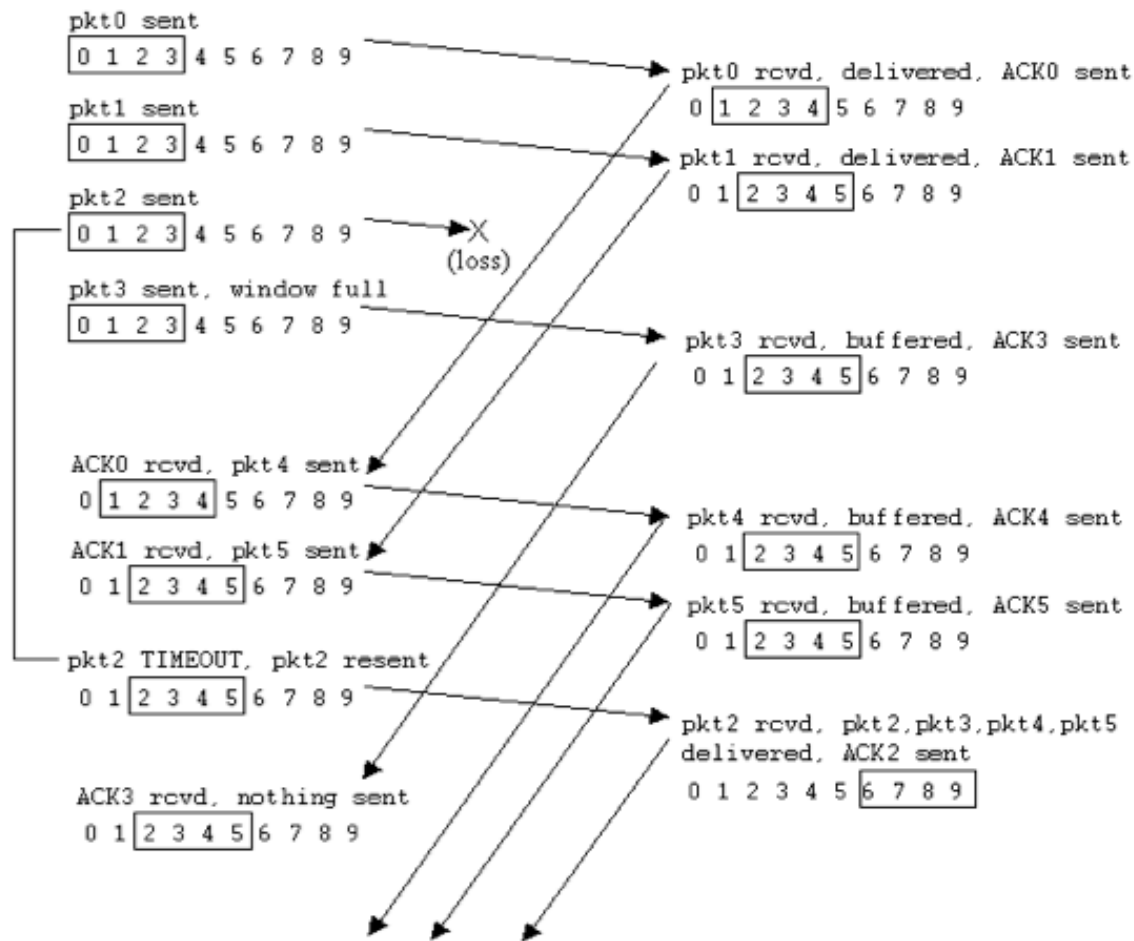 pkt0 sent
0 1 2 3 4 5 6 7 8 9
pkt1 sent
0 1 2 3 4 5 6 7 8 9
pkt2 sent
0 1 2 3 4 5 6 7 8 9
X
(loss)
pkt3 sent, window full
0 1 2 3 4 5 6 7 8 9
ACK0 rcvd, pkt4 sent
0 1 2 3 4 5 6 7 8 9
ACK1 rcvd, pkt5 sent
0 1 2 3 4 5 6 7 8 9
pkt2 TIMEOUT, pkt2 resent
0 1 2 3 4 5 6 7 8 9
ACK3 rcvd, nothing sent
0 1 2 3 4 5 6 7 8 9
pkt0 rcvd, delivered, ACK0 sent
0 1 2 3 4 5 6 7 8 9
pkt1 rcvd, delivered, ACK1 sent
0 1 2 3 4 5 6 7 8 9
pkt3 rcvd, buffered, ACK3 sent
0 1 2 3 4 5 6 7 8 9
pkt4 rcvd, buffered, ACK4 sent
0 1 2 3 4 5 6 7 8 9
pkt5 rcvd, buffered, ACK5 sent
0 1 2 3 4 5 6 7 8 9
pkt2 rcvd, pkt2,pkt3,pkt4,pkt5
delivered, ACK2 sent
0 1 2 3 4 5 6 7 8 9